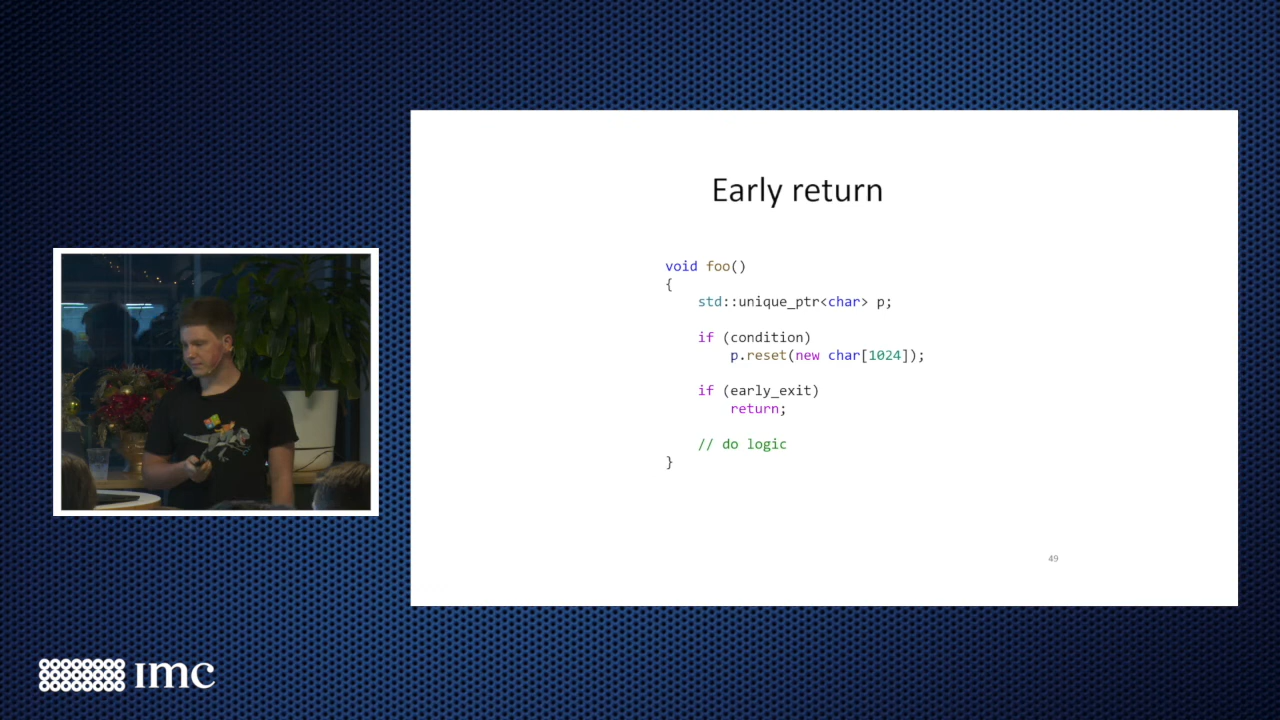 Early return
void foo()
{
    std::unique_ptr<char> p;
    if (condition)
        p.reset(new char[1024]);
    if (early_exit)
        return;
    // do logic
}
49
imc